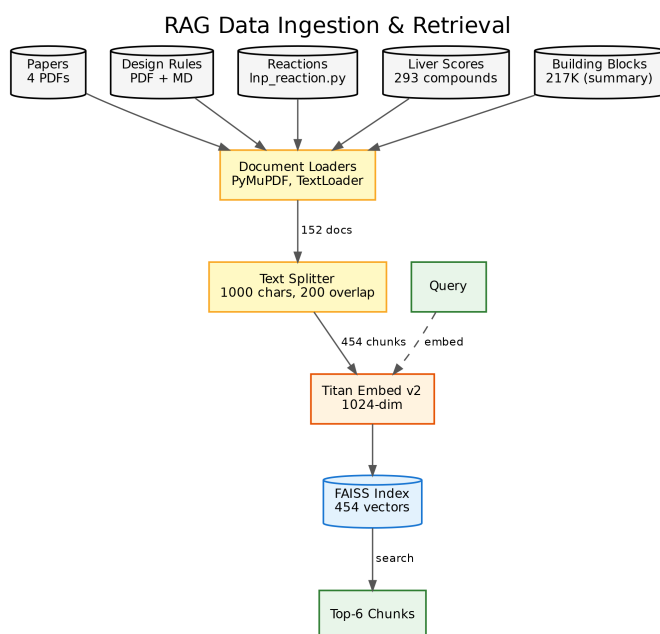 RAG Data Ingestion & Retrieval
Papers
4 PDFs
Design Rules
PDF + MD
Reactions
lnp_reaction.py
Liver Scores
293 compounds
Building Blocks
217K (summary)
Document Loaders
PyMuPDF, TextLoader
152 docs
Text Splitter
1000 chars, 200 overlap
Query
454 chunks
embed
Titan Embed v2
1024-dim
FAISS Index
454 vectors
search
Top-6 Chunks